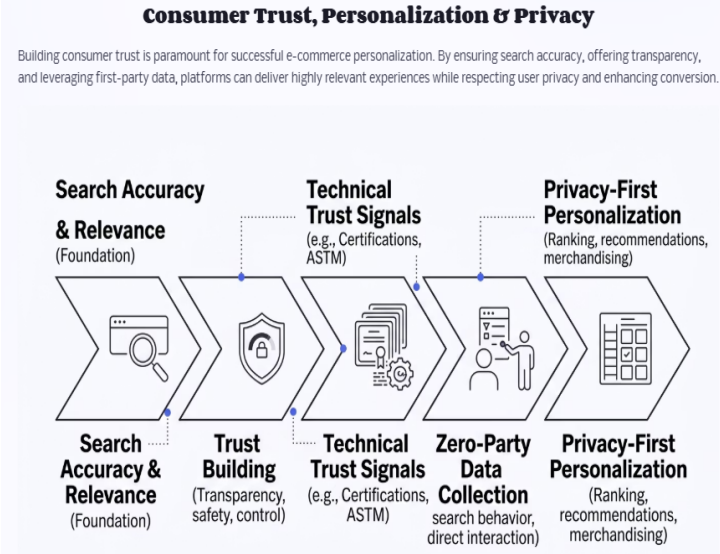 Consumer Trust, Personalization & Privacy
Building consumer trust is paramount for successful e-commerce personalization. By ensuring search accuracy, offering transparency,
and leveraging first-party data, platforms can deliver highly relevant experiences while respecting user privacy and enhancing conversion.
Search Accuracy
& Relevance
(Foundation)
Technical
Trust Signals
(e.g., Certifications,
ASTM)
Privacy-First
Personalization
(Ranking, recommendations,
merchandising)
Search
Accuracy &
Relevance
(Foundation)
Trust
Building
(Transparency,
safety, control)
Technical
Trust Signals
(e.g., Certifications,
ASTM)
Zero-Party
Data
Collection
search behavior,
direct interaction)
Privacy-First
Personalization
(Ranking,
recommendations,
merchandising)